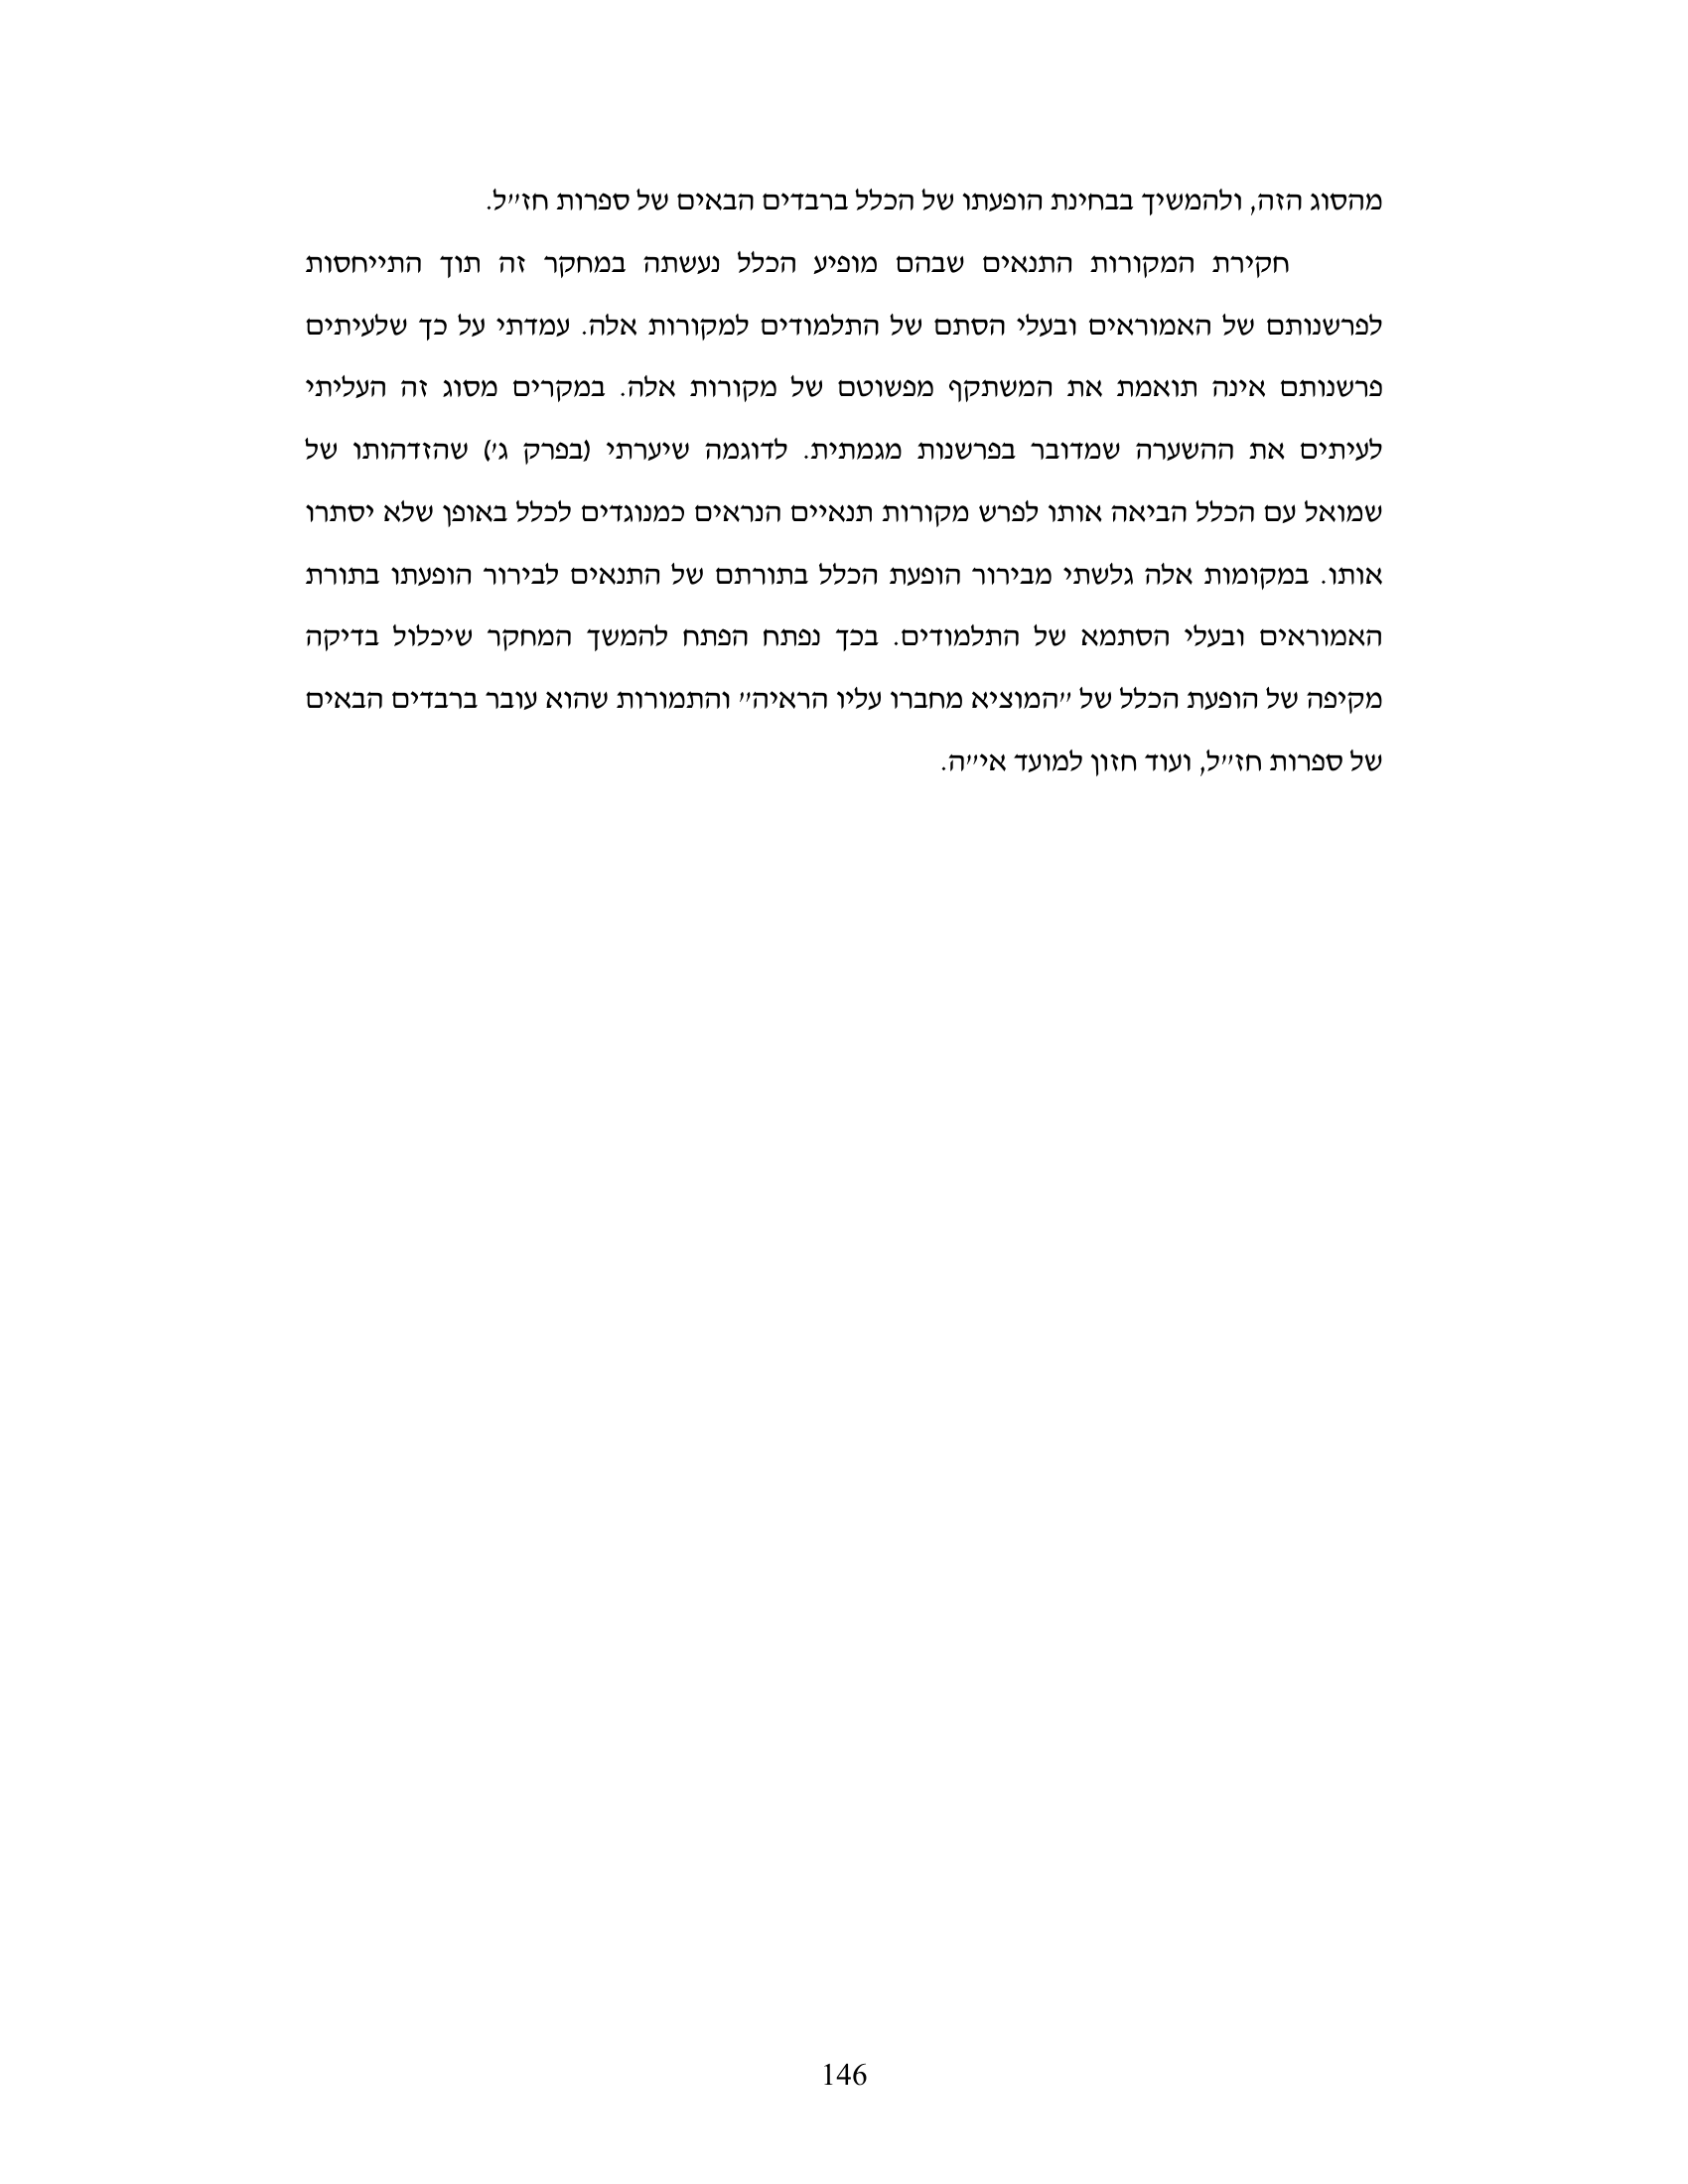 מהסוג הזה, ולהמשיך בבחינת הופעתו של הכלל ברבדים הבאים של ספרות חז״ל.
חקירת המקורות התנאים שבהם מופיע הכלל נעשתה במחקר זה תוך התייחסות
לפרשנותם של האמוראים ובעלי הסתם של התלמודים למקורות אלה. עמדתי על כך שלעיתים
פרשנותם אינה תואמת את המשתקף מפשוטם של מקורות אלה. במקרים מסוג זה העליתי
לעיתים את ההשערה שמדובר בפרשנות מגמתית. לדוגמה שיערתי (בפרק ג׳) שהזדהותו של
שמואל עם הכלל הביאה אותו לפרש מקורות תנאיים הנראים כמנוגדים לכלל באופן שלא יסתרו
אותו. במקומות אלה גלשתי מבירור הופעת הכלל בתורתם של התנאים לבירור הופעתו בתורת
האמוראים ובעלי הסתמא של התלמודים. בכך נפתח הפתח להמשך המחקר שיכלול בדיקה
מקיפה של הופעת הכלל של ״המוציא מחברו עליו הראיה״ והתמורות שהוא עובר ברבדים הבאים
של ספרות חז״ל, ועוד חזון למועד אי״ה.
146